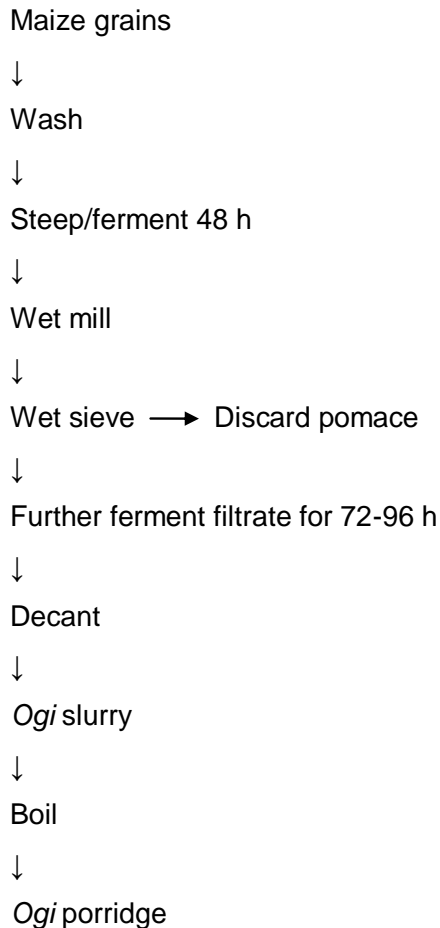 Maize grains
↓
Wash
↓
Steep/ferment 48 h
↓
Wet mill
↓
Wet sieve → Discard pomace
↓
Further ferment filtrate for 72-96 h
↓
Decant
↓
Ogi slurry
↓
Boil
↓
Ogi porridge